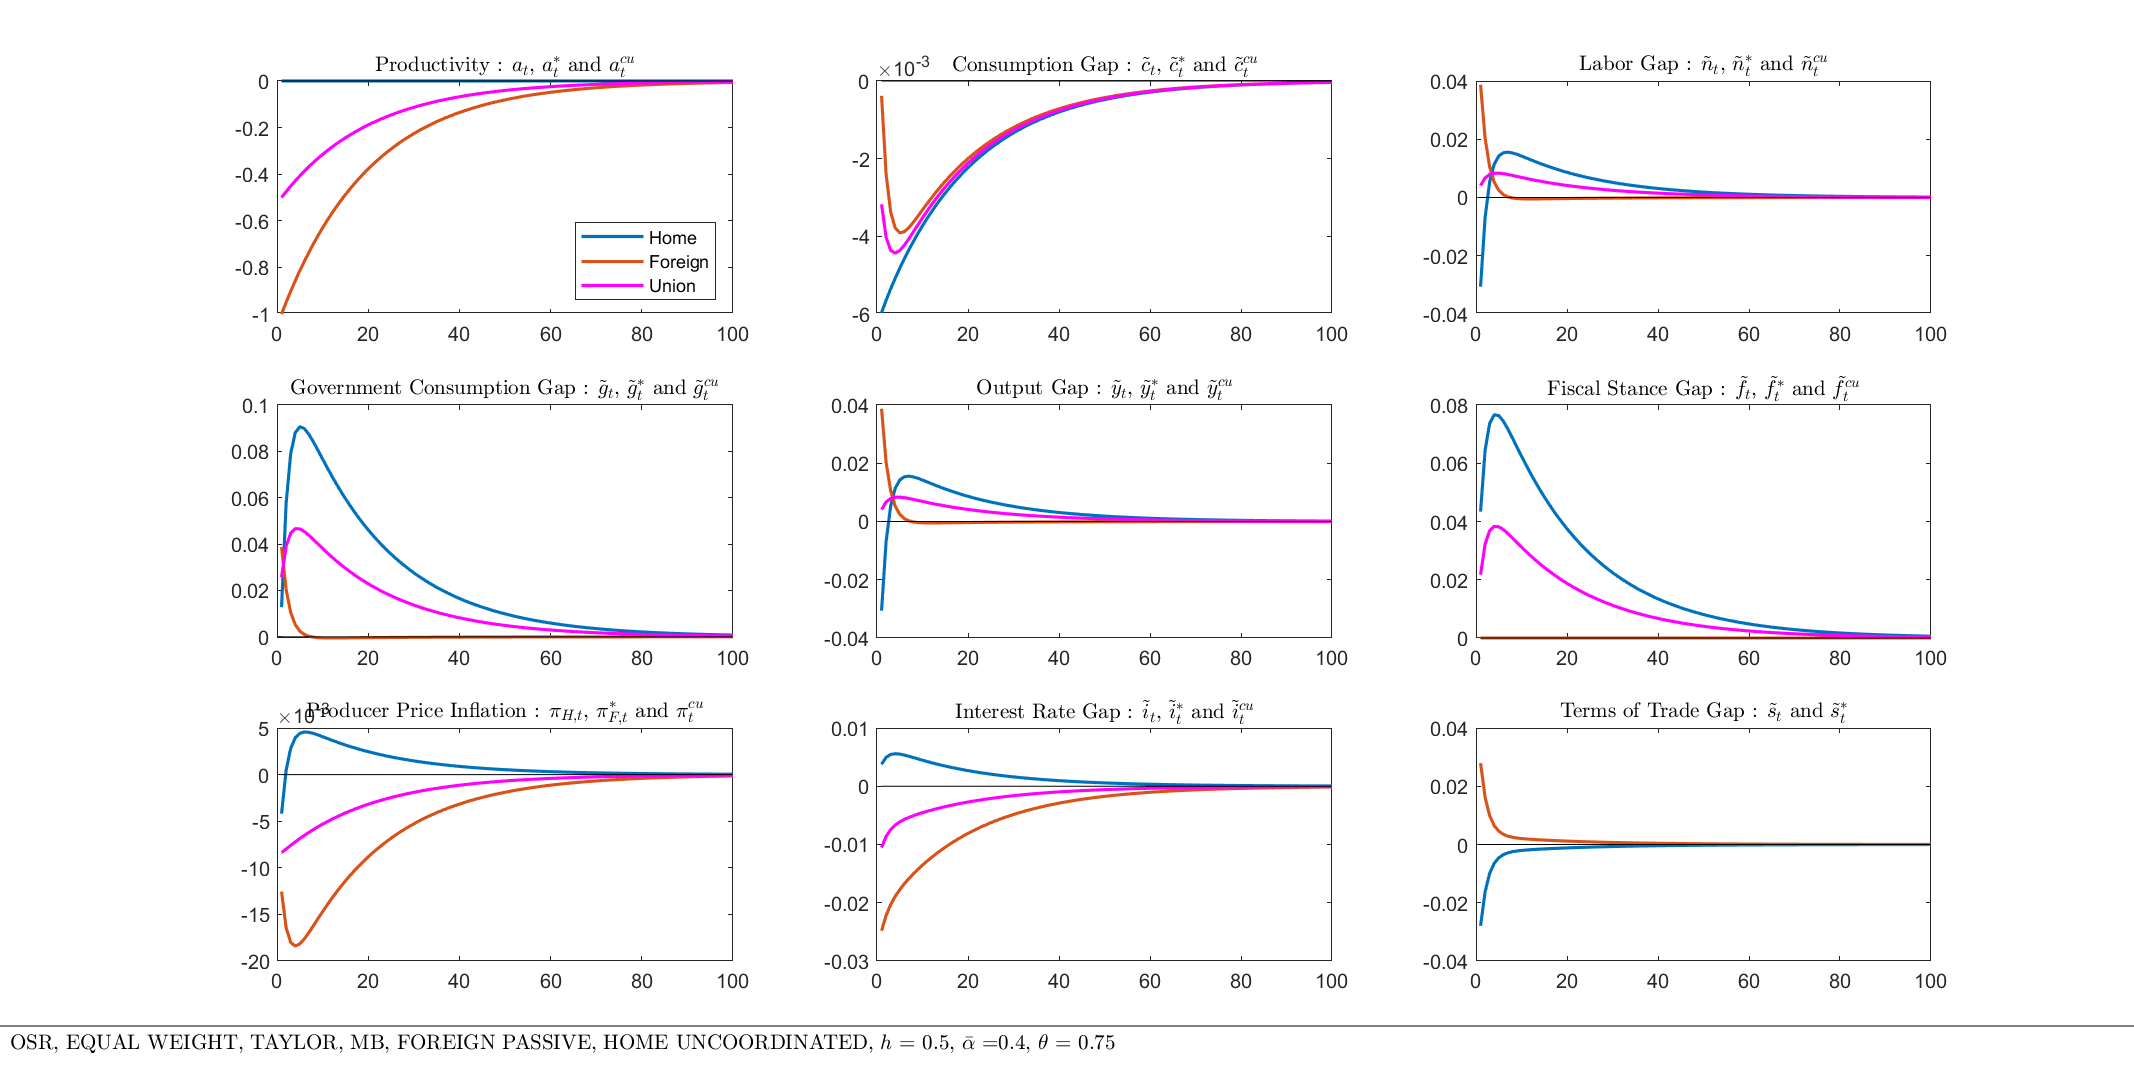 Productivity : a_t, a_t^* and a_t^{cu}
0
-0.2
-0.4
-0.6
-0.8
-1
0 20 40 60 80 100
Home
Foreign
Union
Consumption Gap : c̃_t, c̃_t^* and c̃_t^{cu}
×10^{-3}
0
-2
-4
-6
0 20 40 60 80 100
Labor Gap : ñ_t, ñ_t^* and ñ_t^{cu}
0.04
0.02
0
-0.02
-0.04
0 20 40 60 80 100
Government Consumption Gap : g̃_t, g̃_t^* and g̃_t^{cu}
0.1
0.08
0.06
0.04
0.02
0
0 20 40 60 80 100
Output Gap : ỹ_t, ỹ_t^* and ỹ_t^{cu}
0.04
0.02
0
-0.02
-0.04
0 20 40 60 80 100
Fiscal Stance Gap : f̃_t, f̃_t^* and f̃_t^{cu}
0.08
0.06
0.04
0.02
0
0 20 40 60 80 100
Producer Price Inflation : π_{H,t}, π_{F,t}^* and π_t^{cu}
×10^{-3}
5
0
-5
-10
-15
-20
0 20 40 60 80 100
Interest Rate Gap : ĩ_t, ĩ_t^* and ĩ_t^{cu}
0.01
0
-0.01
-0.02
-0.03
0 20 40 60 80 100
Terms of Trade Gap : s̃_t and s̃_t^*
0.04
0.02
0
-0.02
-0.04
0 20 40 60 80 100
OSR, EQUAL WEIGHT, TAYLOR, MB, FOREIGN PASSIVE, HOME UNCOORDINATED, h = 0.5, ᾱ =0.4, θ = 0.75